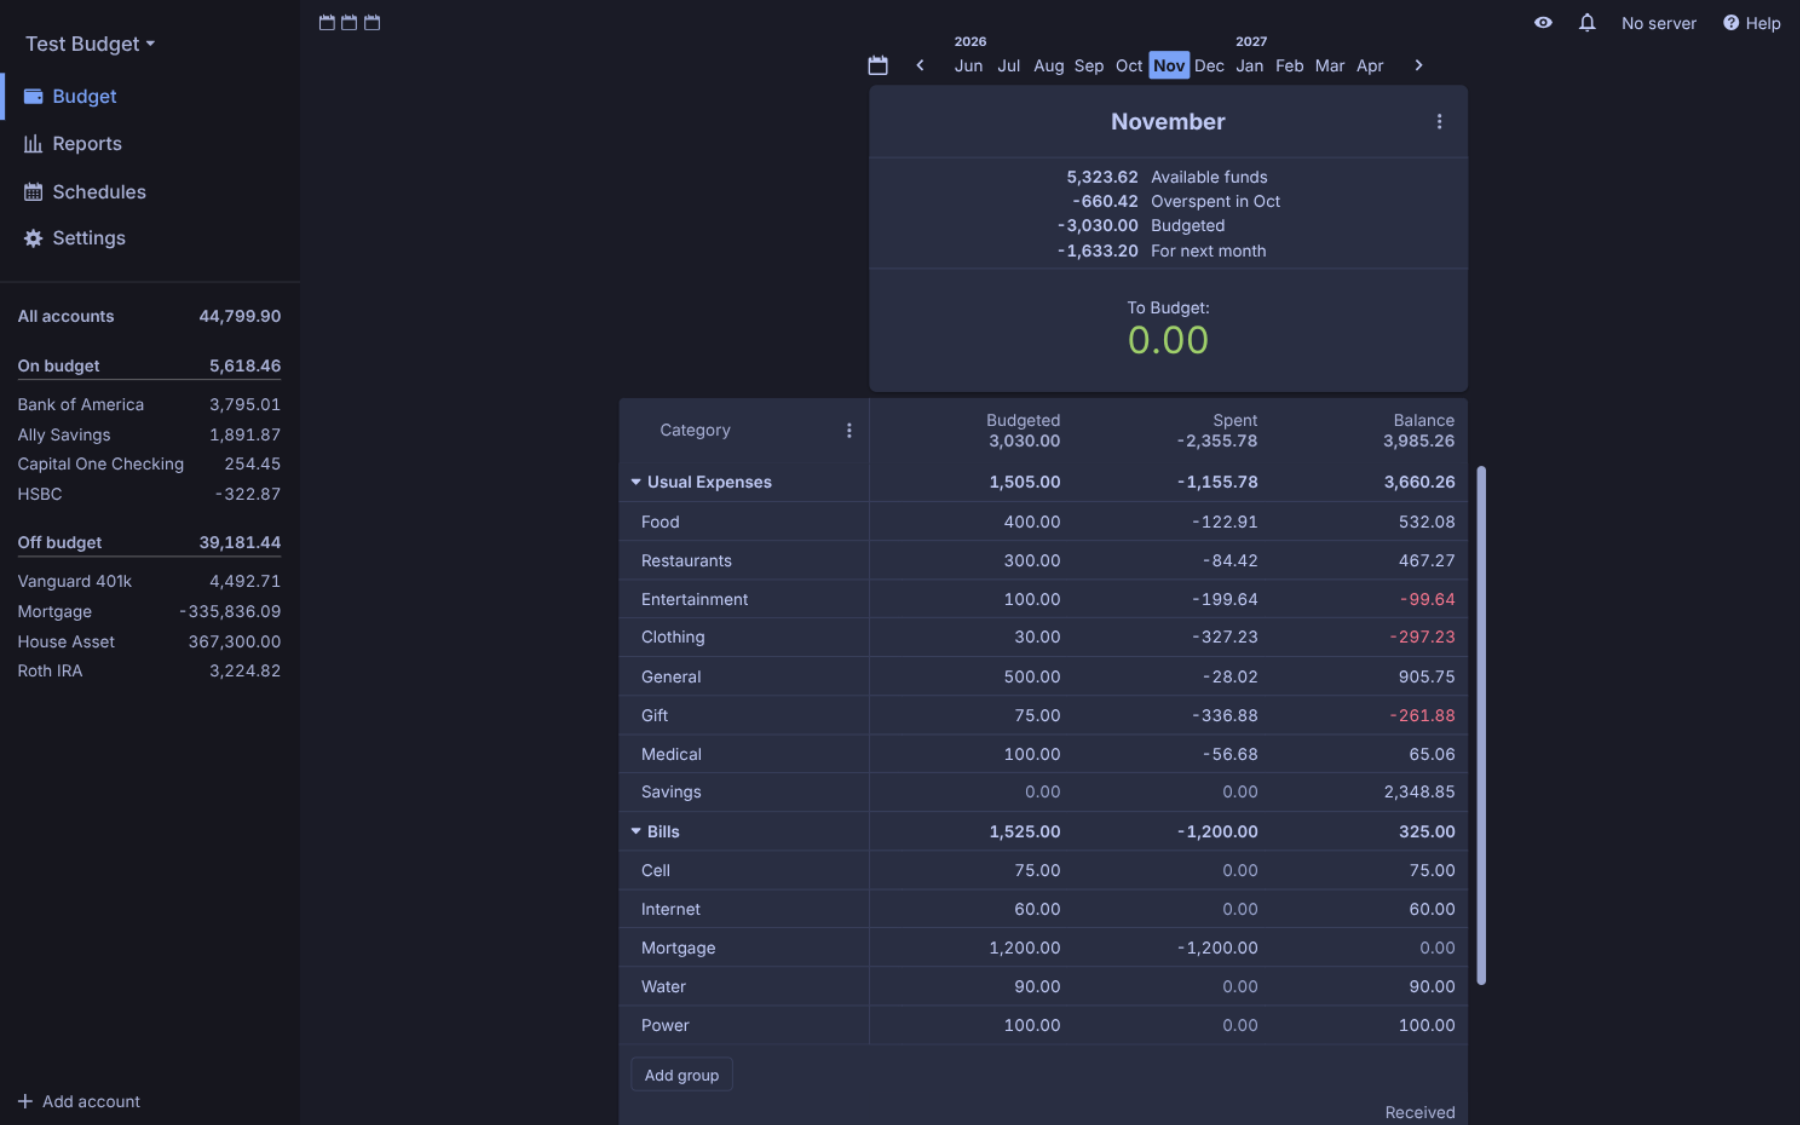 Test Budget
Budget
Reports
Schedules
Settings
All accounts 44,799.90
On budget 5,618.46
Bank of America 3,795.01
Ally Savings 1,891.87
Capital One Checking 254.45
HSBC -322.87
Off budget 39,181.44
Vanguard 401k 4,492.71
Mortgage -335,836.09
House Asset 367,300.00
Roth IRA 3,224.82
Add account
No server Help
2026 2027
Jun Jul Aug Sep Oct Nov Dec Jan Feb Mar Apr
November
5,323.62 Available funds
-660.42 Overspent in Oct
-3,030.00 Budgeted
-1,633.20 For next month
To Budget:
0.00
Category Budgeted Spent Balance
3,030.00 -2,355.78 3,985.26
Usual Expenses 1,505.00 -1,155.78 3,660.26
Food 400.00 -122.91 532.08
Restaurants 300.00 -84.42 467.27
Entertainment 100.00 -199.64 -99.64
Clothing 30.00 -327.23 -297.23
General 500.00 -28.02 905.75
Gift 75.00 -336.88 -261.88
Medical 100.00 -56.68 65.06
Savings 0.00 0.00 2,348.85
Bills 1,525.00 -1,200.00 325.00
Cell 75.00 0.00 75.00
Internet 60.00 0.00 60.00
Mortgage 1,200.00 -1,200.00 0.00
Water 90.00 0.00 90.00
Power 100.00 0.00 100.00
Add group
Received